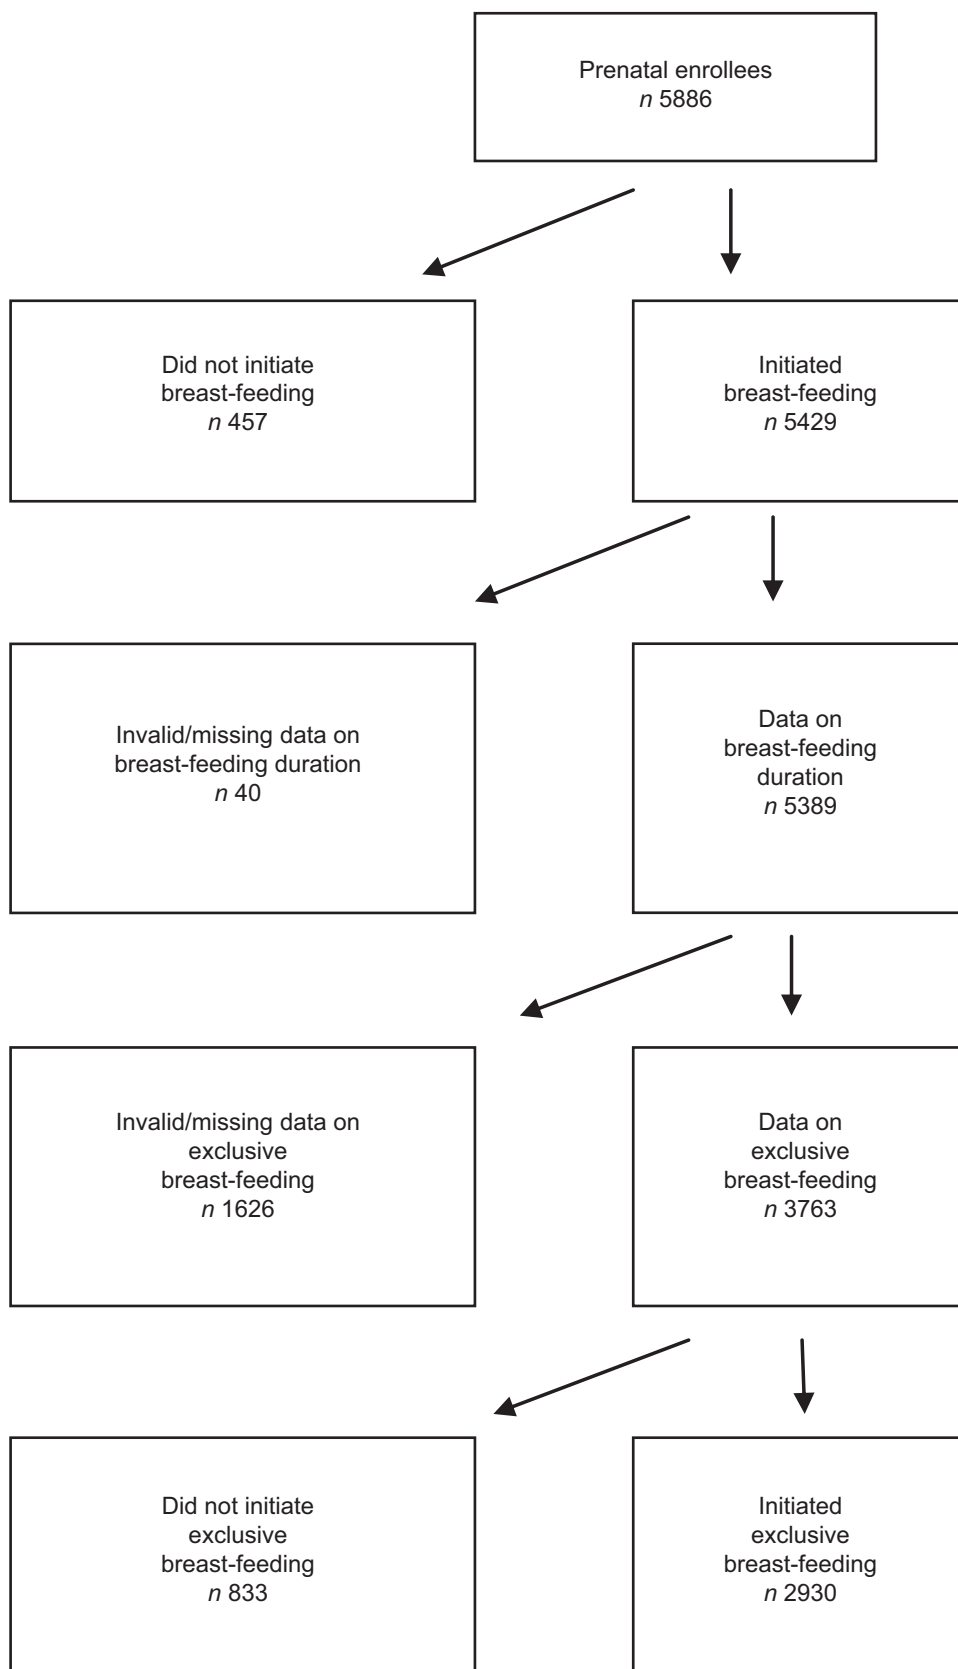 Prenatal enrollees
n 5886
Did not initiate
breast-feeding
n 457
Initiated
breast-feeding
n 5429
Invalid/missing data on
breast-feeding duration
n 40
Data on
breast-feeding
duration
n 5389
Invalid/missing data on
exclusive
breast-feeding
n 1626
Data on
exclusive
breast-feeding
n 3763
Did not initiate
exclusive
breast-feeding
n 833
Initiated
exclusive
breast-feeding
n 2930